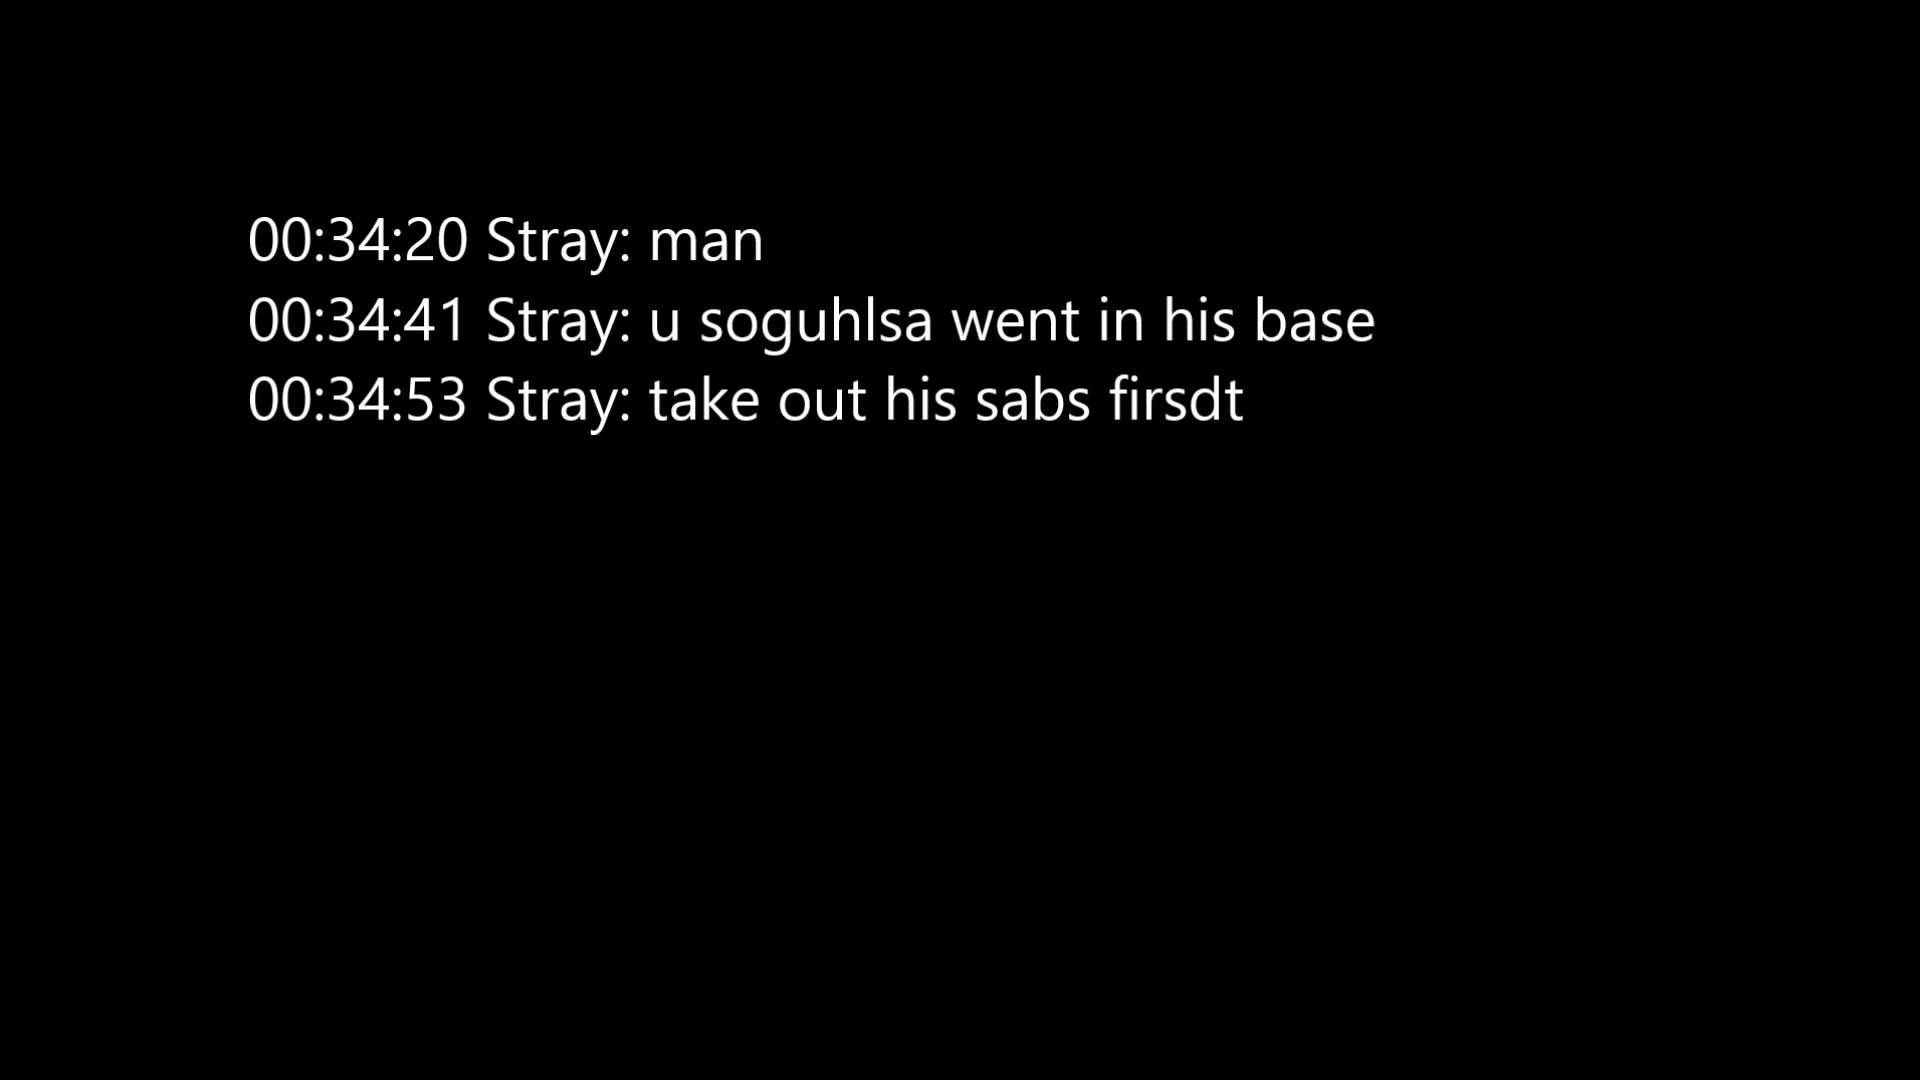 00:34:20 Stray: man
00:34:41 Stray: u soguhlsa went in his base
00:34:53 Stray: take out his sabs firsdt